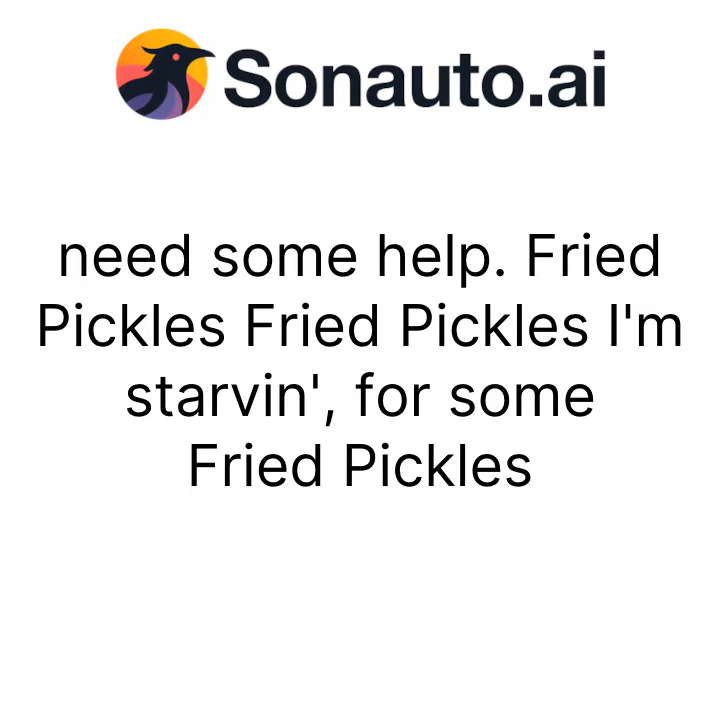 Sonauto.ai
need some help. Fried
Pickles Fried Pickles I'm
starvin', for some
Fried Pickles